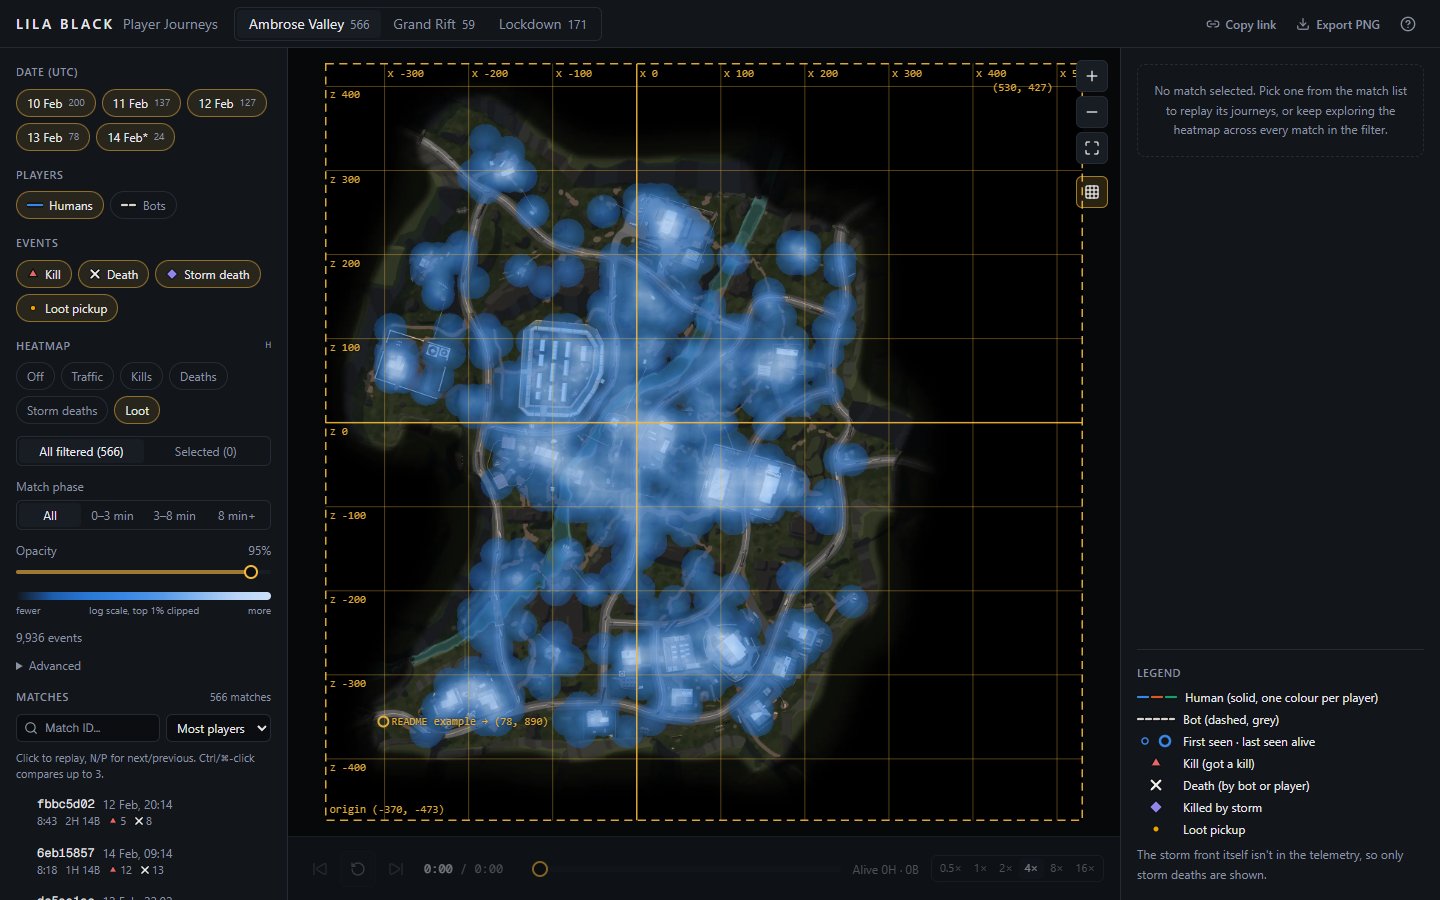 LILA BLACK Player Journeys Ambrose Valley 566 Grand Rift 59 Lockdown 171 Copy link Export PNG ?
DATE (UTC)
10 Feb 200 11 Feb 137 12 Feb 127
13 Feb 78 14 Feb* 24
PLAYERS
Humans Bots
EVENTS
Kill Death Storm death
Loot pickup
HEATMAP H
Off Traffic Kills Deaths
Storm deaths Loot
All filtered (566) Selected (0)
Match phase
All 0–3 min 3–8 min 8 min+
Opacity 95%
fewer log scale, top 1% clipped more
9,936 events
Advanced
MATCHES 566 matches
Match ID... Most players
Click to replay, N/P for next/previous. Ctrl/⌘-click
compares up to 3.
fbbc5d02 12 Feb, 20:14
8:43 2H 14B 5 8
6eb15857 14 Feb, 09:14
8:18 1H 14B 12 13
x -300 x -200 x -100 x 0 x 100 x 200 x 300 x 400
(530, 427)
z 400
z 300
z 200
z 100
z 0
z -100
z -200
z -300
README example → (78, 890)
z -400
origin (-370, -473)
0:00 / 0:00 Alive 0H · 0B 0.5× 1× 2× 4× 8× 16×
No match selected. Pick one from the match list
to replay its journeys, or keep exploring the
heatmap across every match in the filter.
LEGEND
Human (solid, one colour per player)
Bot (dashed, grey)
First seen · last seen alive
Kill (got a kill)
Death (by bot or player)
Killed by storm
Loot pickup
The storm front itself isn't in the telemetry, so only
storm deaths are shown.